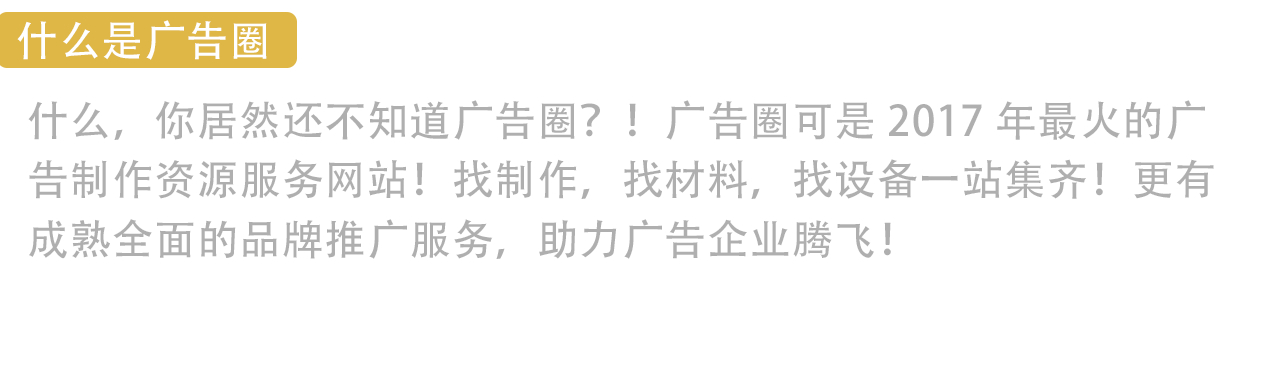 什么是广告圈
什么，你居然还不知道广告圈？！广告圈可是 2017 年最火的广
告制作资源服务网站！找制作，找材料，找设备一站集齐！更有
成熟全面的品牌推广服务，助力广告企业腾飞！